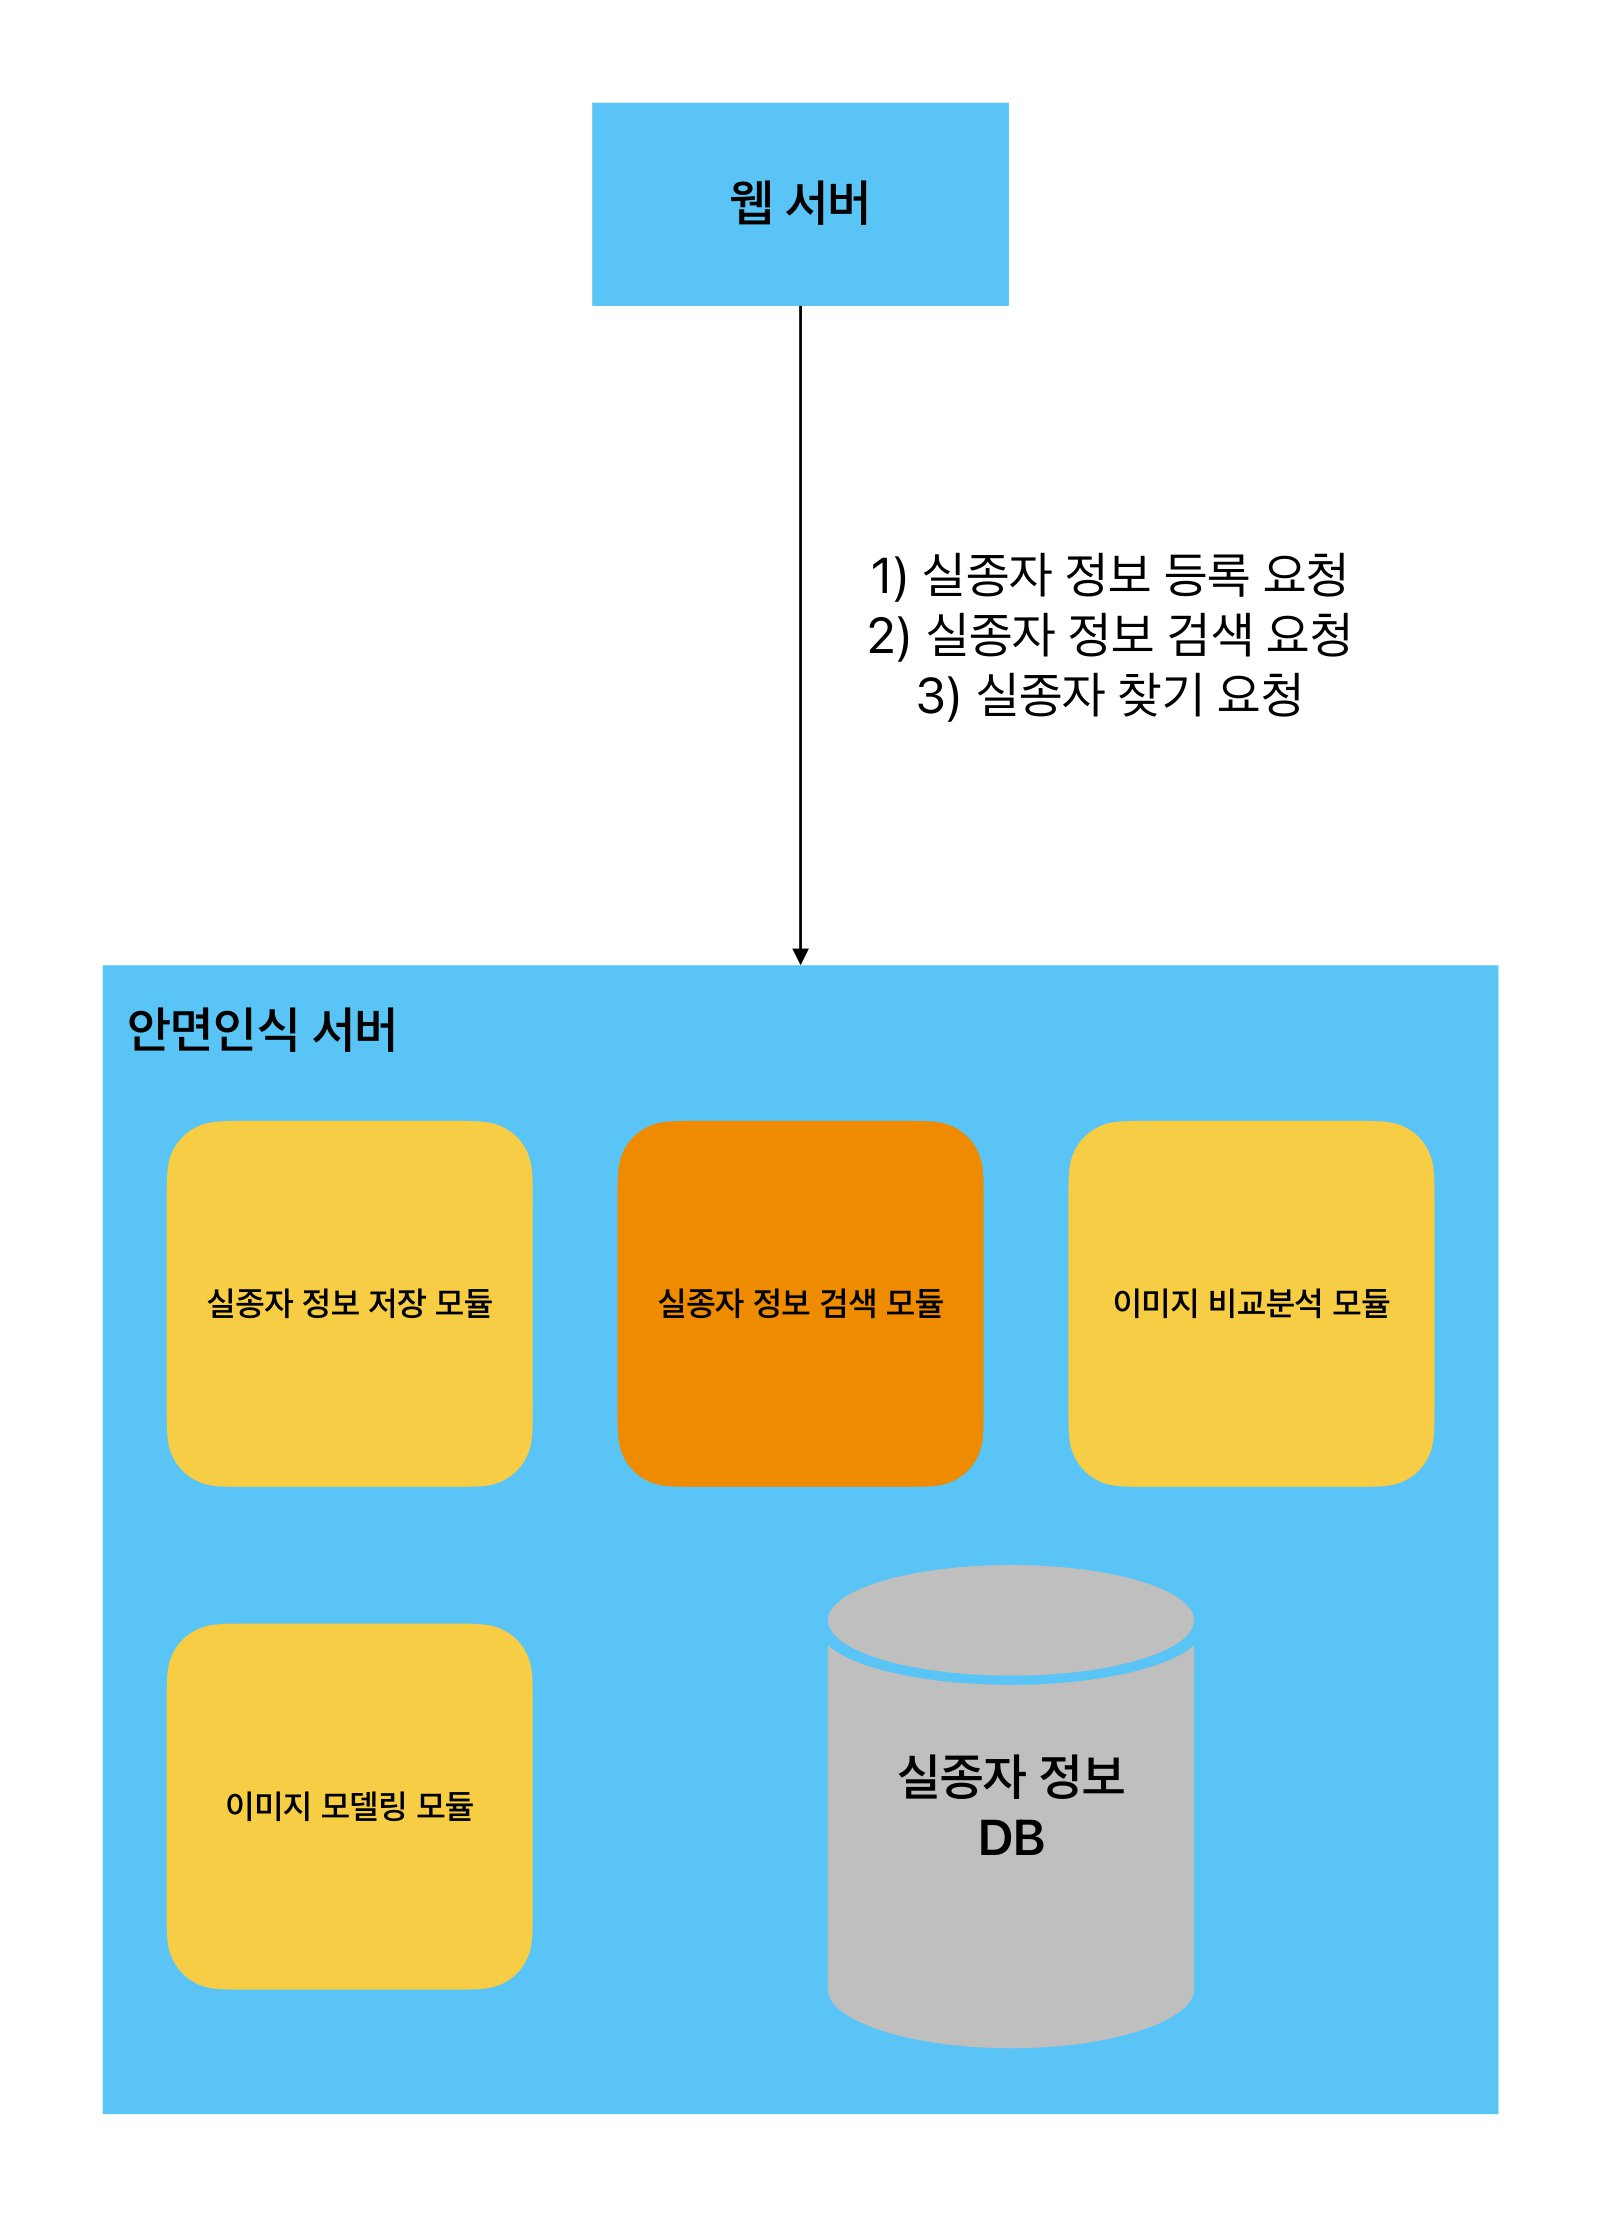 웹 서버
1) 실종자 정보 등록 요청
2) 실종자 정보 검색 요청
3) 실종자 찾기 요청
안면인식 서버
실종자 정보 저장 모듈
실종자 정보 검색 모듈
이미지 비교분석 모듈
이미지 모델링 모듈
실종자 정보
DB